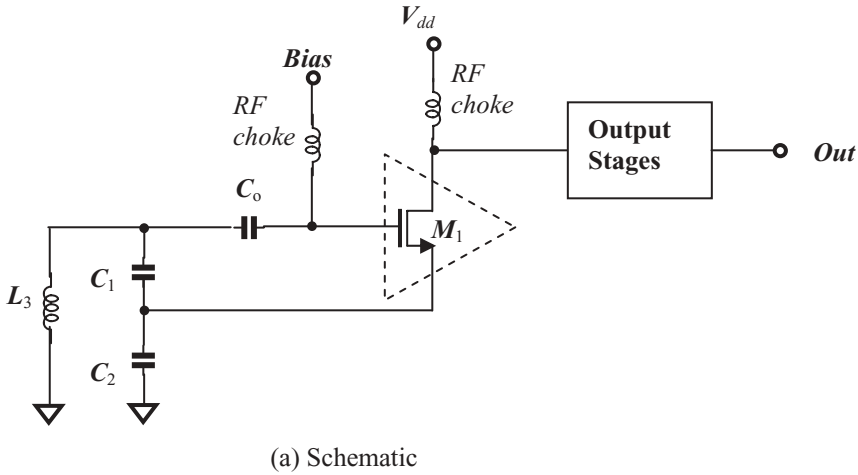 V_dd
Bias
RF
choke
RF
choke
Output
Stages
Out
C_o
M_1
C_1
L_3
C_2
(a) Schematic